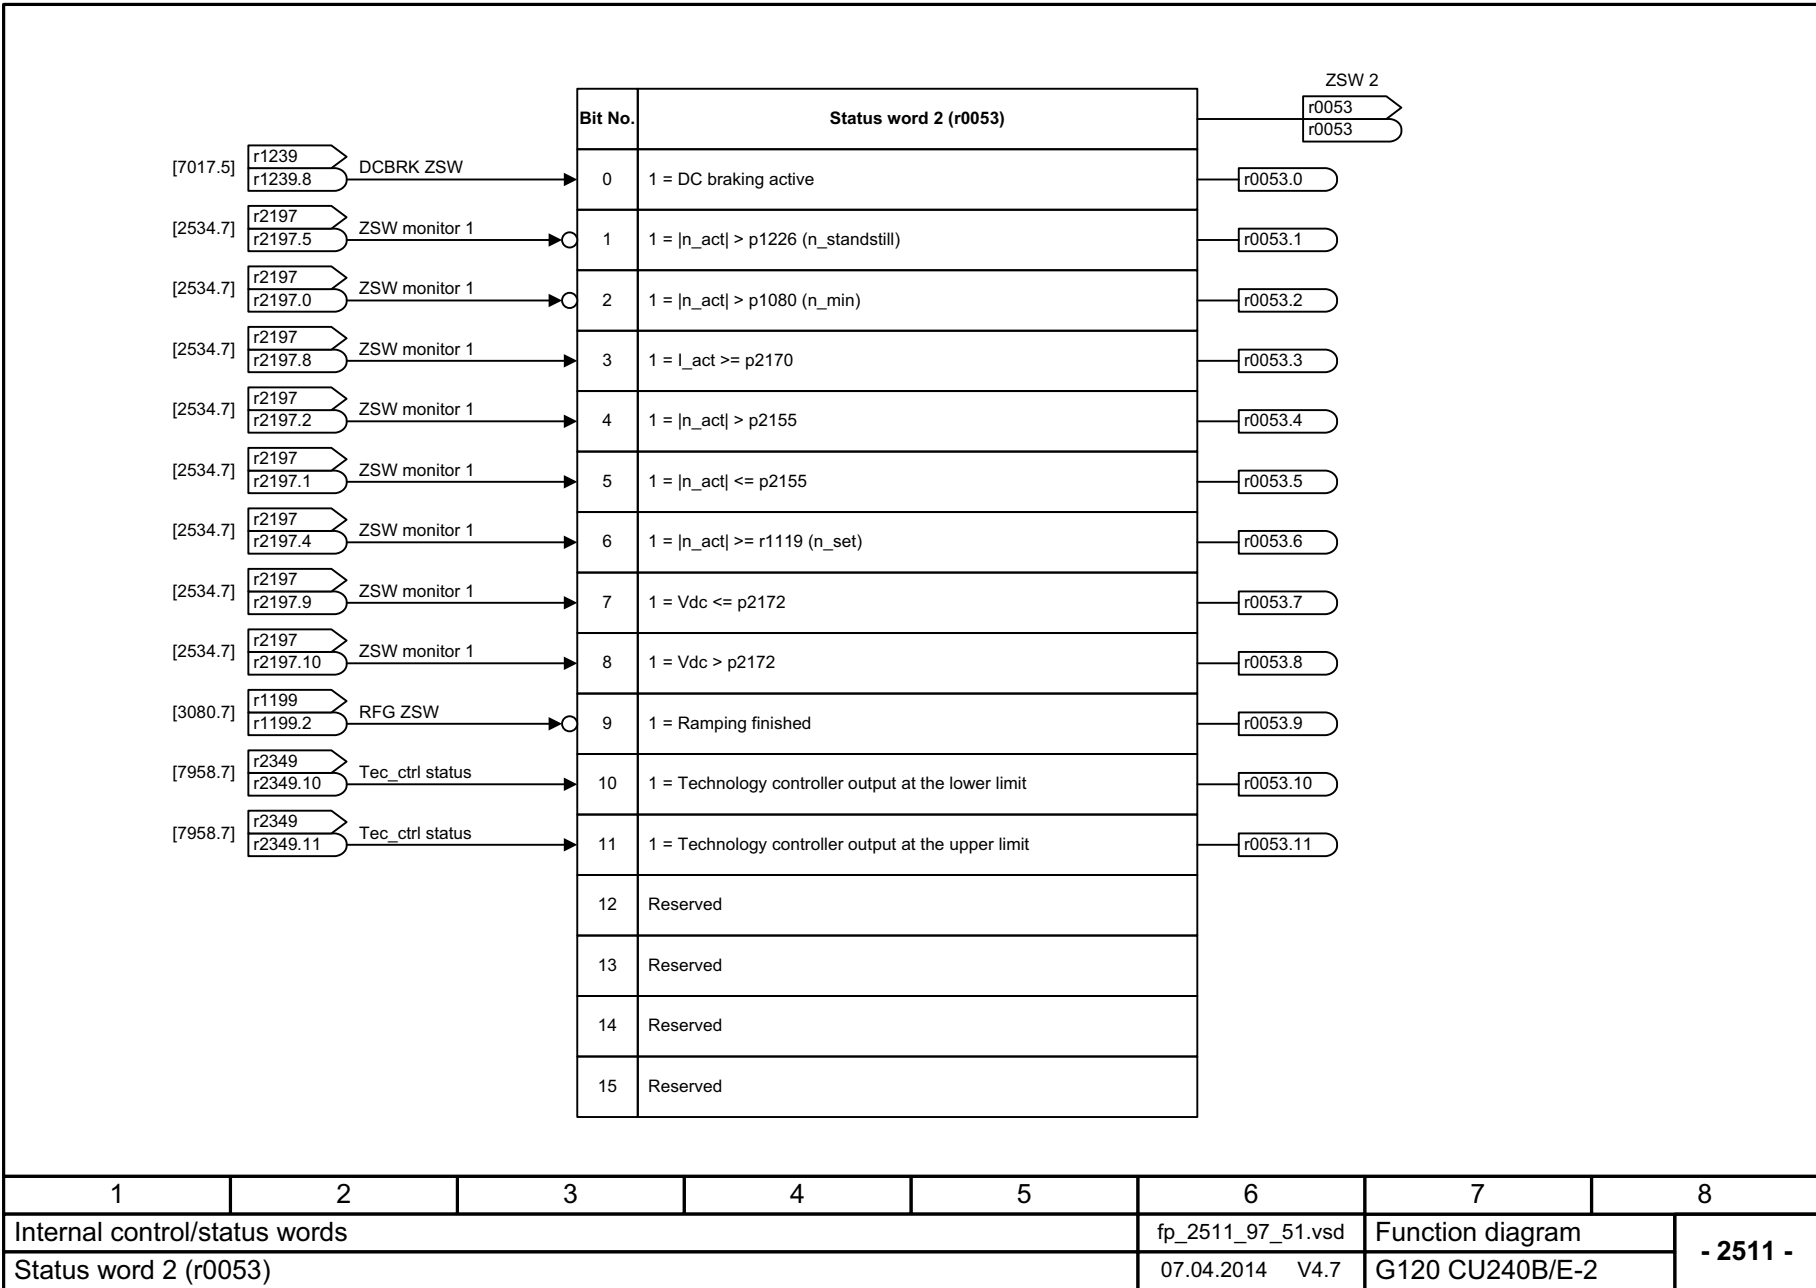 ZSW 2
Bit No. Status word 2 (r0053) r0053
r0053
[7017.5] r1239
r1239.8 DCBRK ZSW 0 1 = DC braking active r0053.0
[2534.7] r2197
r2197.5 ZSW monitor 1 1 1 = |n_act| > p1226 (n_standstill) r0053.1
[2534.7] r2197
r2197.0 ZSW monitor 1 2 1 = |n_act| > p1080 (n_min) r0053.2
[2534.7] r2197
r2197.8 ZSW monitor 1 3 1 = I_act >= p2170 r0053.3
[2534.7] r2197
r2197.2 ZSW monitor 1 4 1 = |n_act| > p2155 r0053.4
[2534.7] r2197
r2197.1 ZSW monitor 1 5 1 = |n_act| <= p2155 r0053.5
[2534.7] r2197
r2197.4 ZSW monitor 1 6 1 = |n_act| >= r1119 (n_set) r0053.6
[2534.7] r2197
r2197.9 ZSW monitor 1 7 1 = Vdc <= p2172 r0053.7
[2534.7] r2197
r2197.10 ZSW monitor 1 8 1 = Vdc > p2172 r0053.8
[3080.7] r1199
r1199.2 RFG ZSW 9 1 = Ramping finished r0053.9
[7958.7] r2349
r2349.10 Tec_ctrl status 10 1 = Technology controller output at the lower limit r0053.10
[7958.7] r2349
r2349.11 Tec_ctrl status 11 1 = Technology controller output at the upper limit r0053.11
12 Reserved
13 Reserved
14 Reserved
15 Reserved
1 2 3 4 5 6 7 8
Internal control/status words fp_2511_97_51.vsd Function diagram - 2511 -
Status word 2 (r0053) 07.04.2014 V4.7 G120 CU240B/E-2